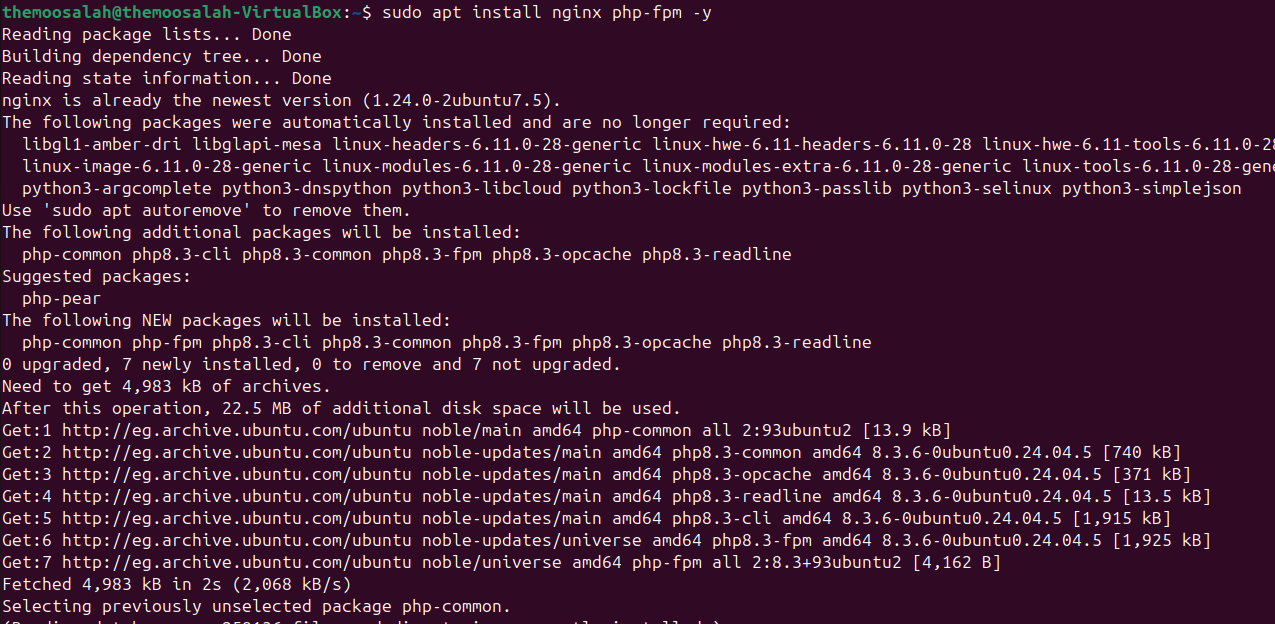 themoosalah@themoosalah-VirtualBox:~$ sudo apt install nginx php-fpm -y
Reading package lists... Done
Building dependency tree... Done
Reading state information... Done
nginx is already the newest version (1.24.0-2ubuntu7.5).
The following packages were automatically installed and are no longer required:
  libgl1-amber-dri libglapi-mesa linux-headers-6.11.0-28-generic linux-hwe-6.11-headers-6.11.0-28 linux-hwe-6.11-tools-6.11.0-28
  linux-image-6.11.0-28-generic linux-modules-6.11.0-28-generic linux-modules-extra-6.11.0-28-generic linux-tools-6.11.0-28-gene
  python3-argcomplete python3-dnspython python3-libcloud python3-lockfile python3-passlib python3-selinux python3-simplejson
Use 'sudo apt autoremove' to remove them.
The following additional packages will be installed:
  php-common php8.3-cli php8.3-common php8.3-fpm php8.3-opcache php8.3-readline
Suggested packages:
  php-pear
The following NEW packages will be installed:
  php-common php-fpm php8.3-cli php8.3-common php8.3-fpm php8.3-opcache php8.3-readline
0 upgraded, 7 newly installed, 0 to remove and 7 not upgraded.
Need to get 4,983 kB of archives.
After this operation, 22.5 MB of additional disk space will be used.
Get:1 http://eg.archive.ubuntu.com/ubuntu noble/main amd64 php-common all 2:93ubuntu2 [13.9 kB]
Get:2 http://eg.archive.ubuntu.com/ubuntu noble-updates/main amd64 php8.3-common amd64 8.3.6-0ubuntu0.24.04.5 [740 kB]
Get:3 http://eg.archive.ubuntu.com/ubuntu noble-updates/main amd64 php8.3-opcache amd64 8.3.6-0ubuntu0.24.04.5 [371 kB]
Get:4 http://eg.archive.ubuntu.com/ubuntu noble-updates/main amd64 php8.3-readline amd64 8.3.6-0ubuntu0.24.04.5 [13.5 kB]
Get:5 http://eg.archive.ubuntu.com/ubuntu noble-updates/main amd64 php8.3-cli amd64 8.3.6-0ubuntu0.24.04.5 [1,915 kB]
Get:6 http://eg.archive.ubuntu.com/ubuntu noble-updates/universe amd64 php8.3-fpm amd64 8.3.6-0ubuntu0.24.04.5 [1,925 kB]
Get:7 http://eg.archive.ubuntu.com/ubuntu noble/universe amd64 php-fpm all 2:8.3+93ubuntu2 [4,162 B]
Fetched 4,983 kB in 2s (2,068 kB/s)
Selecting previously unselected package php-common.